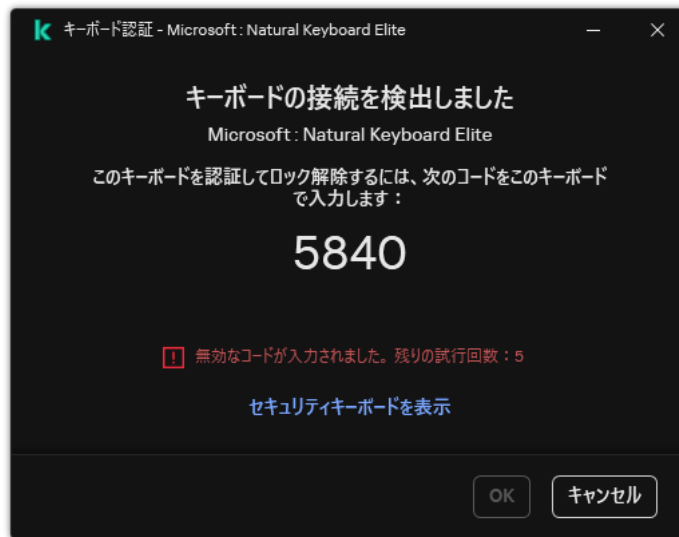 キーボード認証 - Microsoft : Natural Keyboard Elite
キーボードの接続を検出しました
Microsoft : Natural Keyboard Elite
このキーボードを認証してロック解除するには、次のコードをこのキーボード
で入力します：
5840
無効なコードが入力されました。残りの試行回数：5
セキュリティキーボードを表示
OK
キャンセル